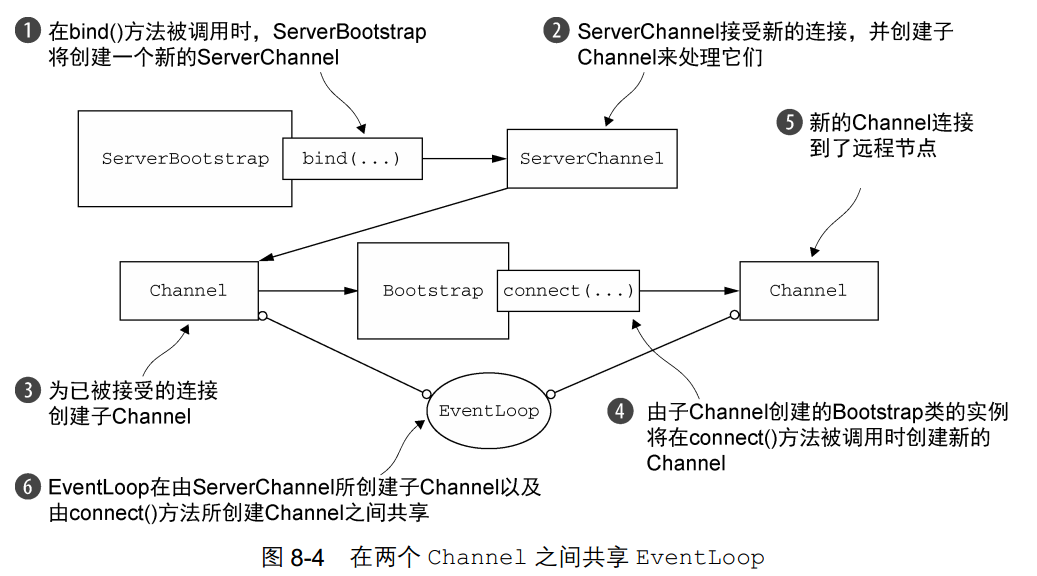 1 在bind()方法被调用时，ServerBootstrap
将创建一个新的ServerChannel
2 ServerChannel接受新的连接，并创建子
Channel来处理它们
5 新的Channel连接
到了远程节点
ServerBootstrap
bind(...)
ServerChannel
Channel
Bootstrap
connect(...)
Channel
3 为已被接受的连接
创建子Channel
EventLoop
4 由子Channel创建的Bootstrap类的实例
将在connect()方法被调用时创建新的
Channel
6 EventLoop在由ServerChannel所创建子Channel以及
由connect()方法所创建Channel之间共享
图 8-4 在两个 Channel 之间共享 EventLoop